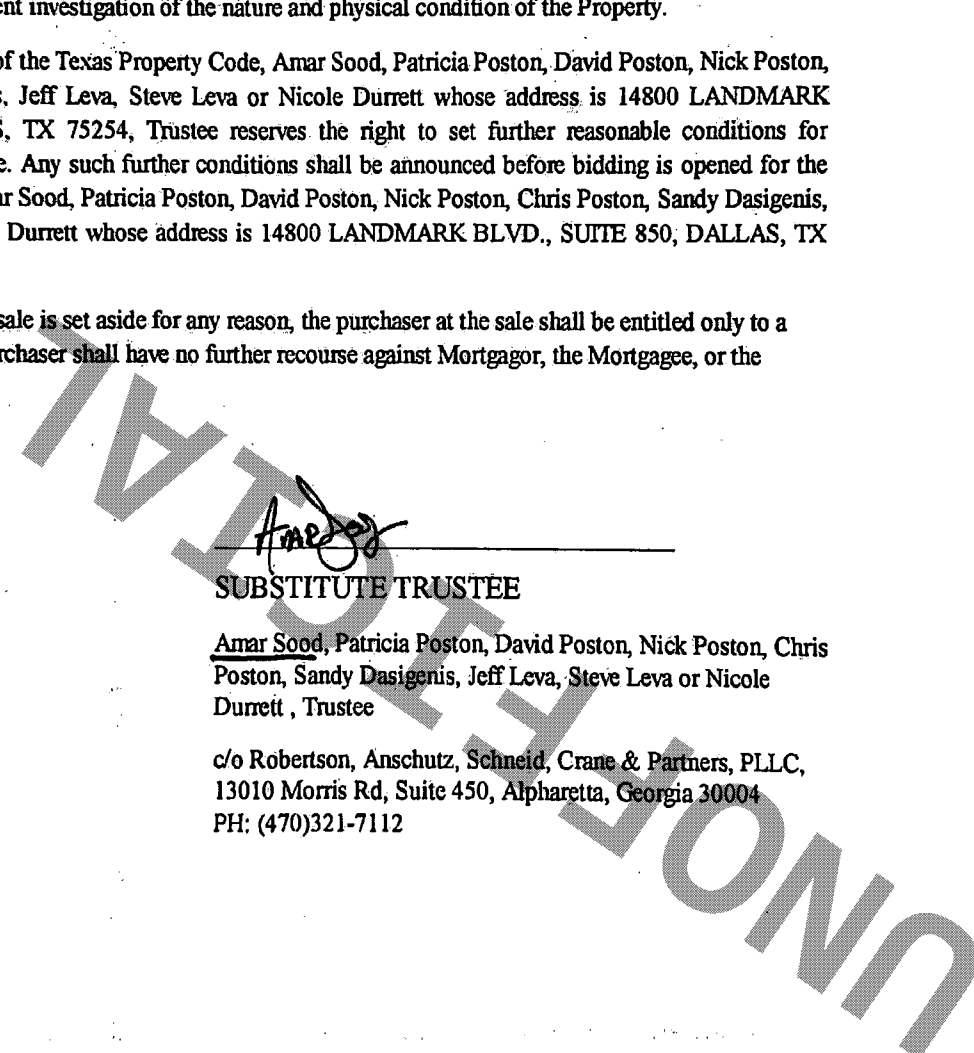 ent investigation of the nature and physical condition of the Property.
of the Texas Property Code, Amar Sood, Patricia Poston, David Poston, Nick Poston,
s, Jeff Leva, Steve Leva or Nicole Durrett whose address is 14800 LANDMARK
S, TX 75254, Trustee reserves the right to set further reasonable conditions for
e. Any such further conditions shall be announced before bidding is opened for the
ar Sood, Patricia Poston, David Poston, Nick Poston, Chris Poston, Sandy Dasigenis,
Durrett whose address is 14800 LANDMARK BLVD., SUITE 850, DALLAS, TX
sale is set aside for any reason, the purchaser at the sale shall be entitled only to a
rchaser shall have no further recourse against Mortgagor, the Mortgagee, or the
SUBSTITUTE TRUSTEE
Amar Sood, Patricia Poston, David Poston, Nick Poston, Chris
Poston, Sandy Dasigenis, Jeff Leva, Steve Leva or Nicole
Durrett , Trustee
c/o Robertson, Anschutz, Schneid, Crane & Partners, PLLC,
13010 Morris Rd, Suite 450, Alpharetta, Georgia 30004
PH: (470)321-7112
UNOFFICIAL